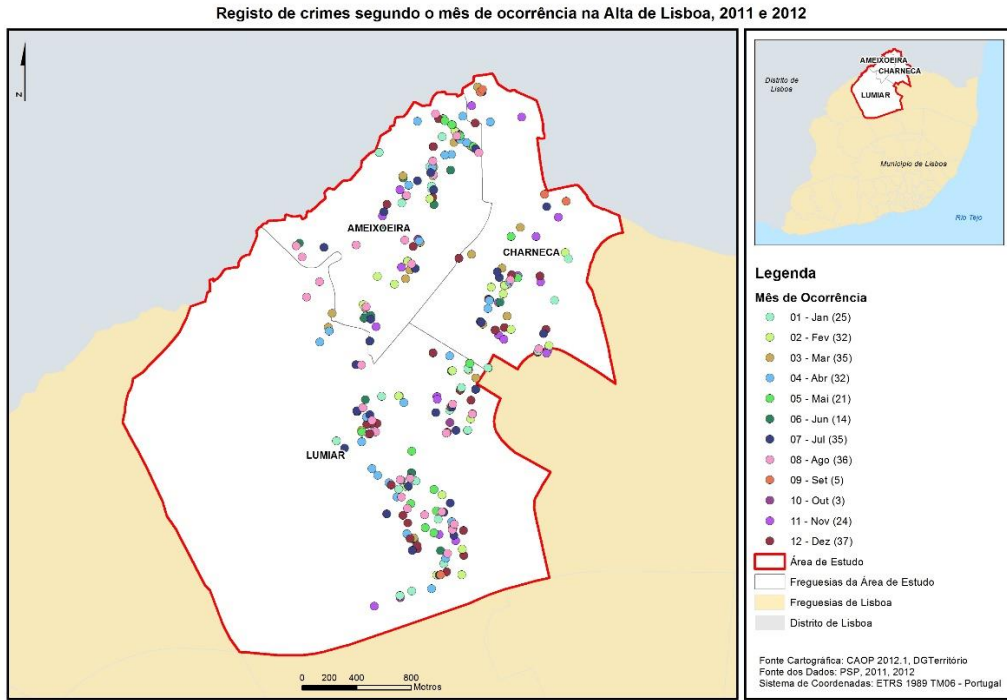 Registo de crimes segundo o mês de ocorrência na Alta de Lisboa, 2011 e 2012
N
AMEIXOEIRA
CHARNECA
LUMIAR
0 200 400 800
Metros
AMEIXOEIRA
CHARNECA
LUMIAR
Distrito de
Lisboa
Município de Lisboa
Rio Tejo
Legenda
Mês de Ocorrência
01 - Jan (25)
02 - Fev (32)
03 - Mar (35)
04 - Abr (32)
05 - Mai (21)
06 - Jun (14)
07 - Jul (35)
08 - Ago (36)
09 - Set (5)
10 - Out (3)
11 - Nov (24)
12 - Dez (37)
Área de Estudo
Freguesias da Área de Estudo
Freguesias de Lisboa
Distrito de Lisboa
Fonte Cartográfica: CAOP 2012.1, DGTerritório
Fonte dos Dados: PSP, 2011, 2012
Sistema de Coordenadas: ETRS 1989 TM06 - Portugal